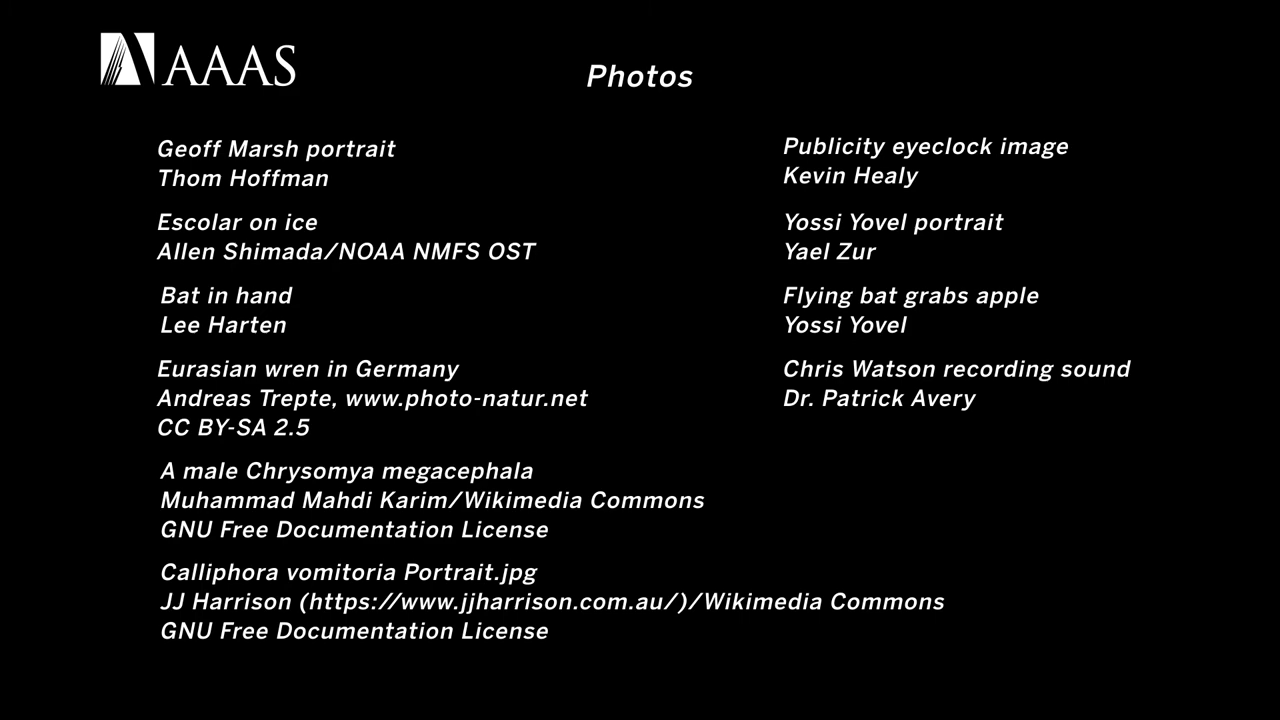 AAAS
Photos
Geoff Marsh portrait
Thom Hoffman
Escolar on ice
Allen Shimada/NOAA NMFS OST
Bat in hand
Lee Harten
Eurasian wren in Germany
Andreas Trepte, www.photo-natur.net
CC BY-SA 2.5
A male Chrysomya megacephala
Muhammad Mahdi Karim/Wikimedia Commons
GNU Free Documentation License
Calliphora vomitoria Portrait.jpg
JJ Harrison (https://www.jjharrison.com.au/)/Wikimedia Commons
GNU Free Documentation License
Publicity eyeclock image
Kevin Healy
Yossi Yovel portrait
Yael Zur
Flying bat grabs apple
Yossi Yovel
Chris Watson recording sound
Dr. Patrick Avery